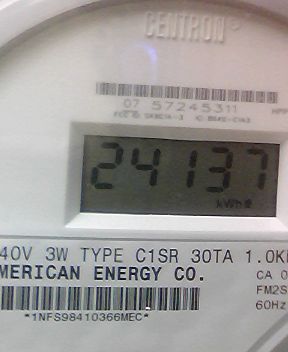 CENTRON®
07 57245311
24137
kWh
40V 3W TYPE C1SR 30TA 1.0K
MERICAN ENERGY CO.
CA 0
FM2S
60Hz
*1NFS98410366MEC*